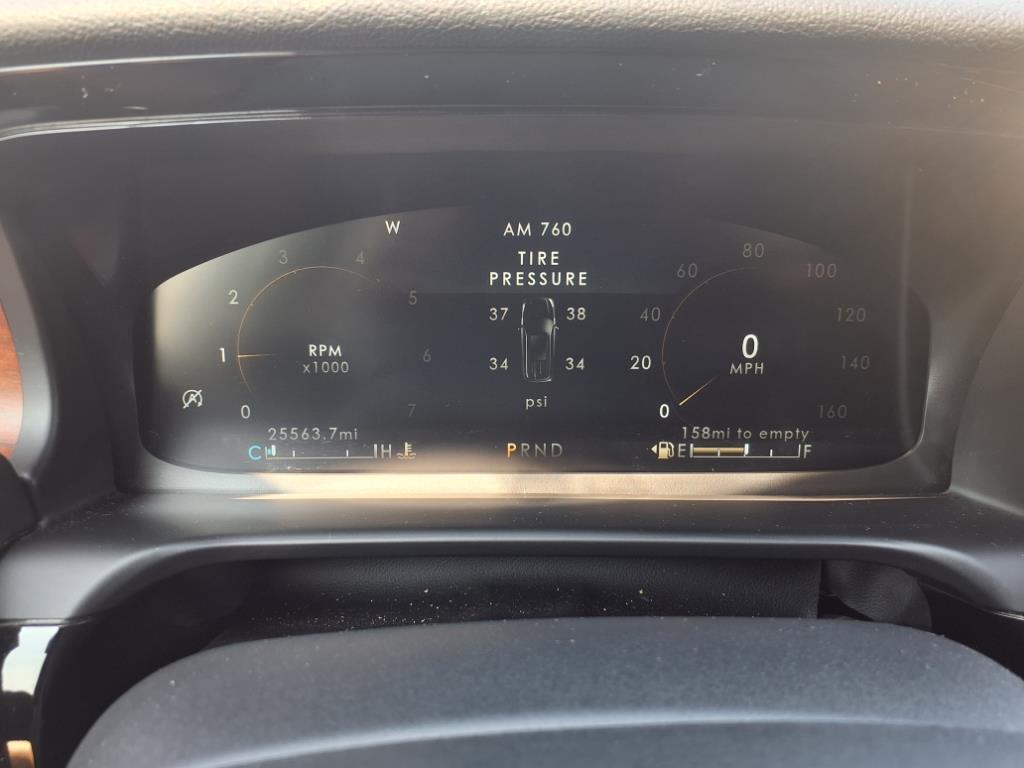 W
AM 760
TIRE
PRESSURE
37 38
34 34
psi
0 1 2 3 4 5 6 7
RPM
x1000
0 20 40 60 80 100 120 140 160
0
MPH
25563.7mi
158mi to empty
C H
PRND
E F